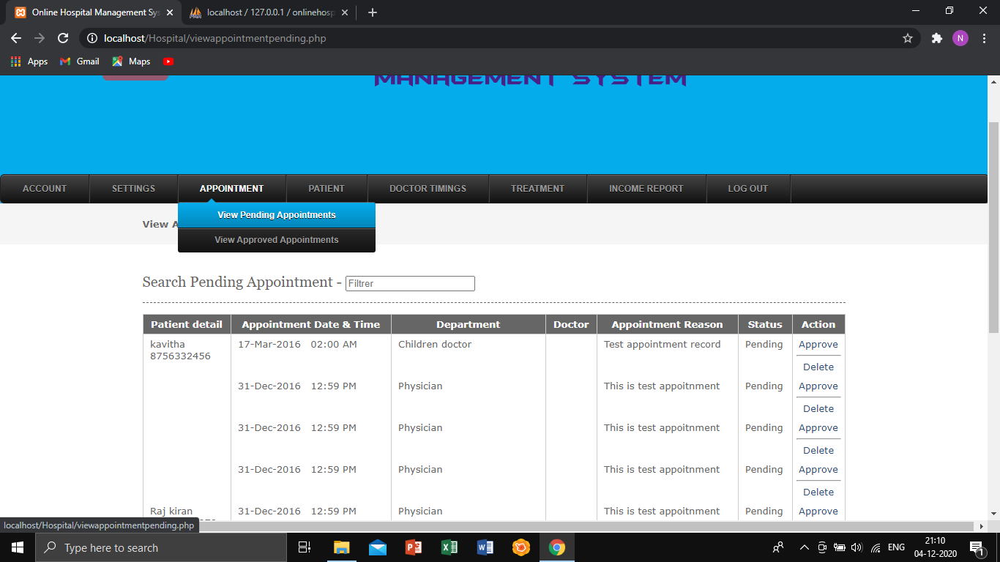 Online Hospital Management Sys
localhost / 127.0.0.1 / onlinehosp
localhost/Hospital/viewappointmentpending.php
N
Apps Gmail Maps
MANAGEMENT SYSTEM
ACCOUNT SETTINGS APPOINTMENT PATIENT DOCTOR TIMINGS TREATMENT INCOME REPORT LOG OUT
View Pending Appointments
View A
View Approved Appointments
Search Pending Appointment - Filtrer
Patient detail Appointment Date & Time Department Doctor Appointment Reason Status Action
kavitha 17-Mar-2016 02:00 AM Children doctor Test appointment record Pending Approve
8756332456
Delete
31-Dec-2016 12:59 PM Physician This is test appoitnment Pending Approve
Delete
31-Dec-2016 12:59 PM Physician This is test appoitnment Pending Approve
Delete
31-Dec-2016 12:59 PM Physician This is test appoitnment Pending Approve
Delete
Raj kiran 31-Dec-2016 12:59 PM Physician This is test appoitnment Pending Approve
localhost/Hospital/viewappointmentpending.php
Type here to search
ENG
21:10
04-12-2020
1